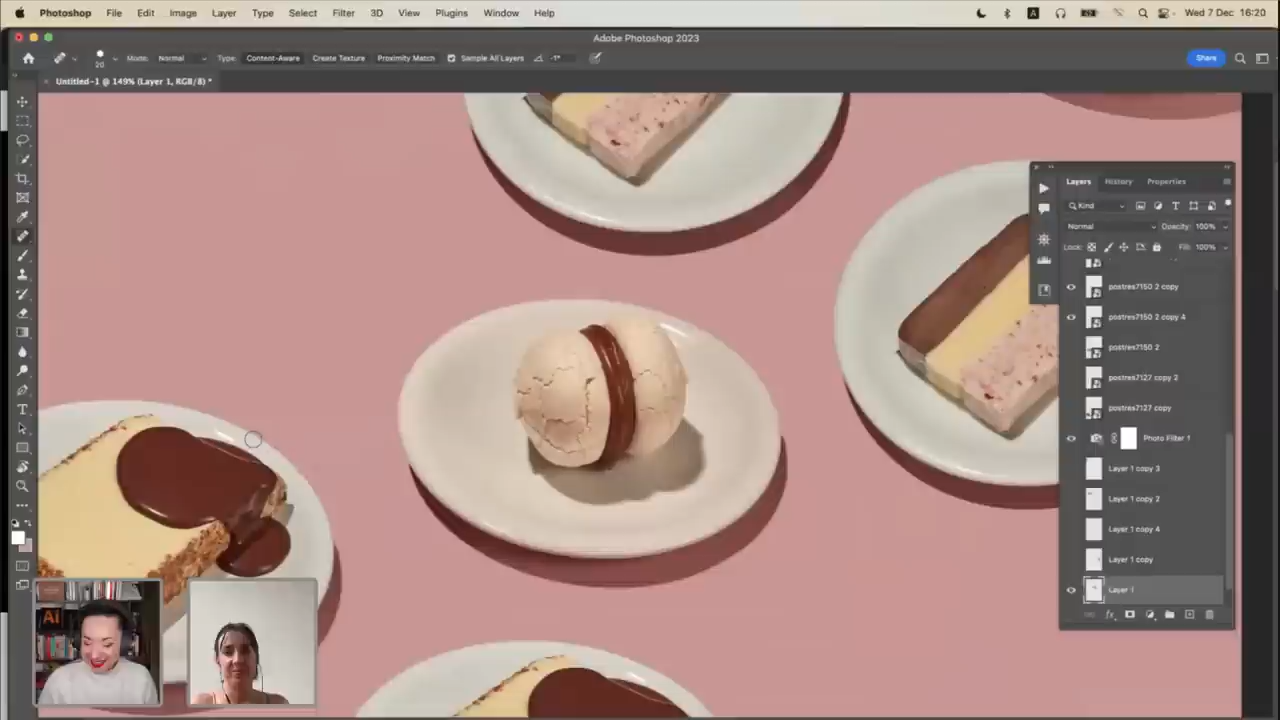 Photoshop File Edit Image Layer Type Select Filter 3D View Plugins Window Help A Wed 7 Dec 16:20
Adobe Photoshop 2023
20 Mode: Normal Type: Content-Aware Create Texture Proximity Match Sample All Layers -1° Share
Untitled-1 @ 149% (Layer 1, RGB/8) *
Layers History Properties
Kind
Normal Opacity: 100%
Lock: Fill: 100%
postres7150 2 copy
postres7150 2 copy 4
postres7150 2
postres7127 copy 2
postres7127 copy
Photo Filter 1
Layer 1 copy 3
Layer 1 copy 2
Layer 1 copy 4
Layer 1 copy
Layer 1
fx
Ai